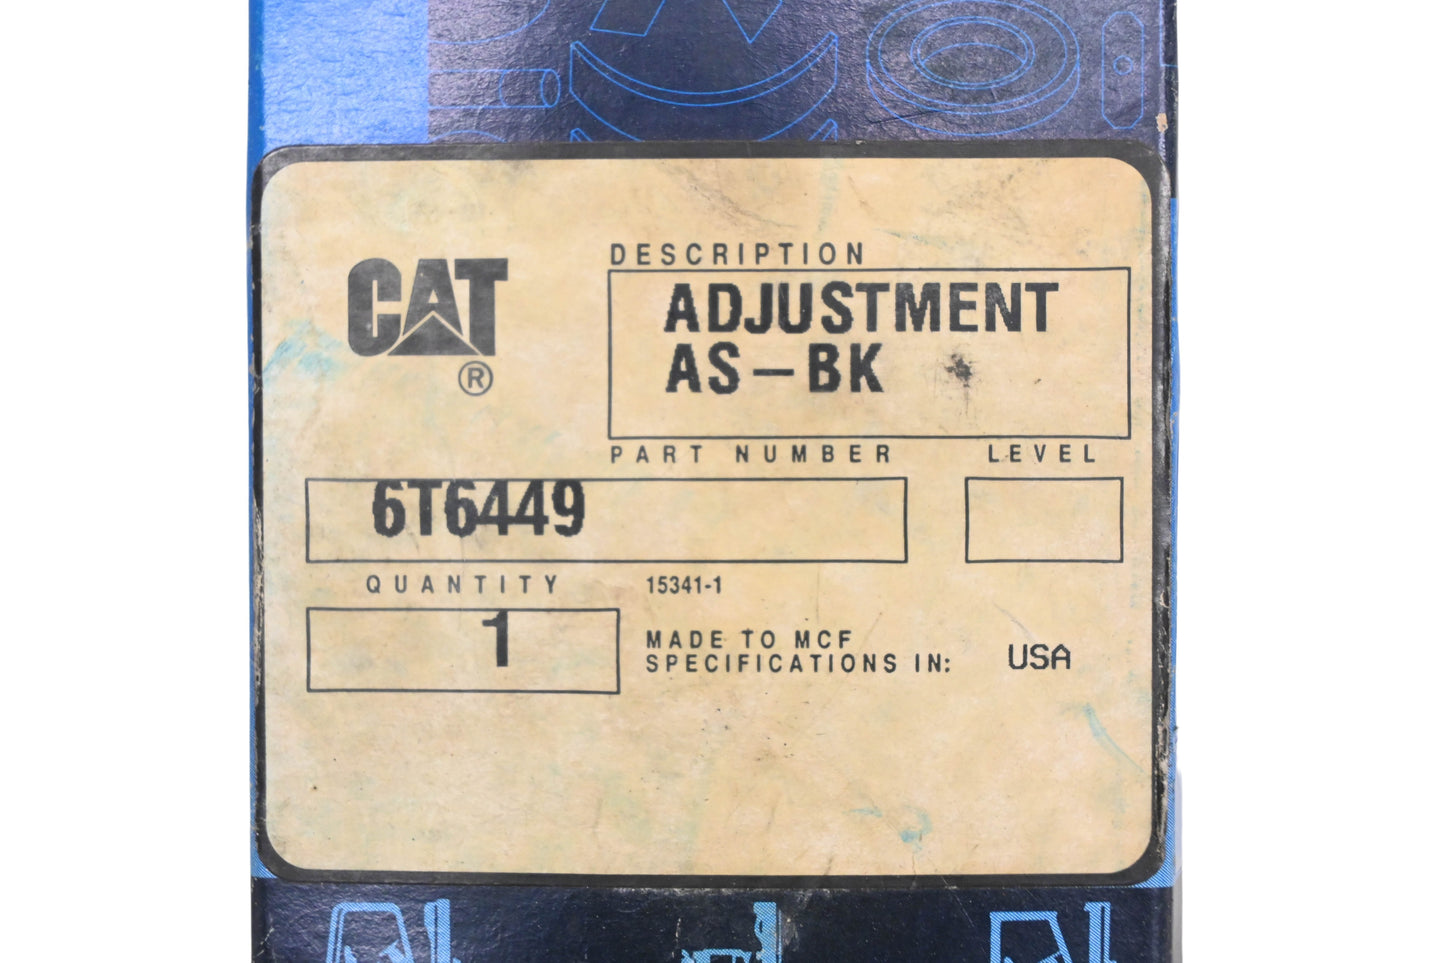 CAT
®
DESCRIPTION
ADJUSTMENT
AS-BK
PART NUMBER
LEVEL
6T6449
QUANTITY
15341-1
1
MADE TO MCF
SPECIFICATIONS IN:
USA